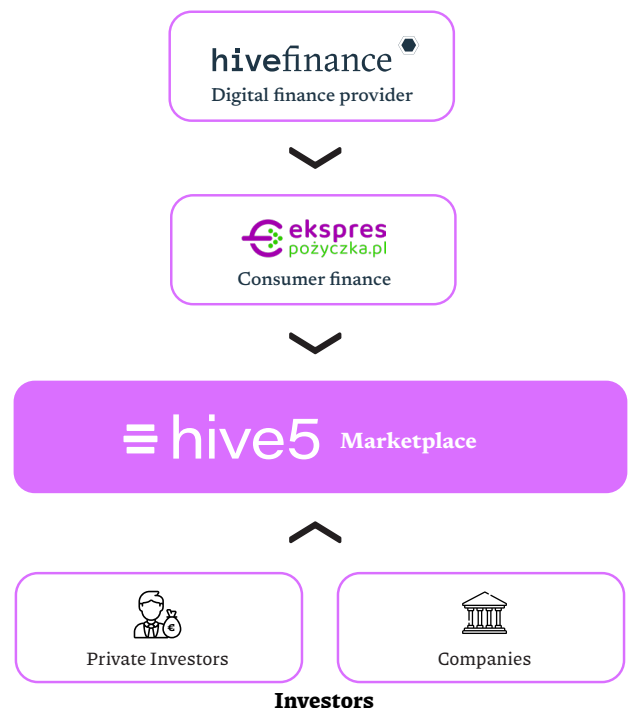 hivefinance
Digital finance provider
ekspres
pożyczka.pl
Consumer finance
hive5 Marketplace
€
Private Investors
Companies
Investors